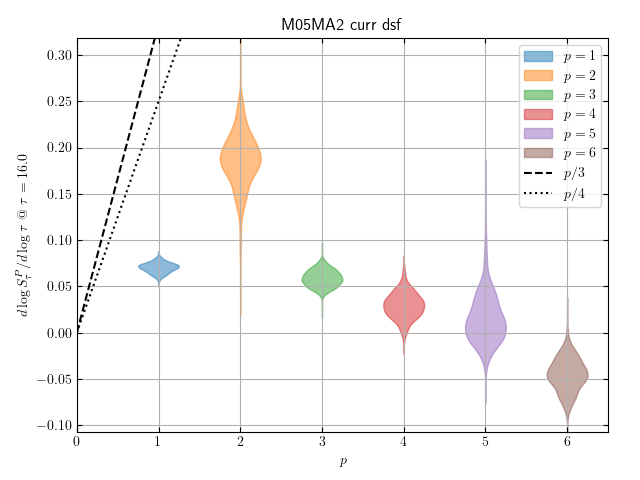 M05MA2 curr dsf
d log S_τ^P / d log τ @ τ = 16.0
0.30
0.25
0.20
0.15
0.10
0.05
0.00
−0.05
−0.10
0 1 2 3 4 5 6
p
p = 1
p = 2
p = 3
p = 4
p = 5
p = 6
p/3
p/4